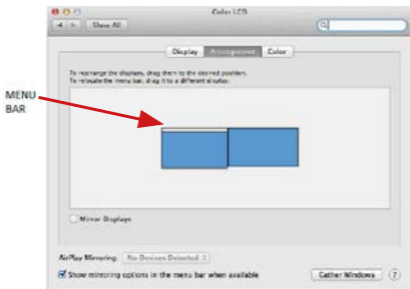 Color LCD
Show All
Display Arrangement Color
To rearrange the displays, drag them to the desired position.
To relocate the menu bar, drag it to a different display.
MENU
BAR
Mirror Displays
AirPlay Mirroring: No Devices Detected
Show mirroring options in the menu bar when available
Gather Windows ?